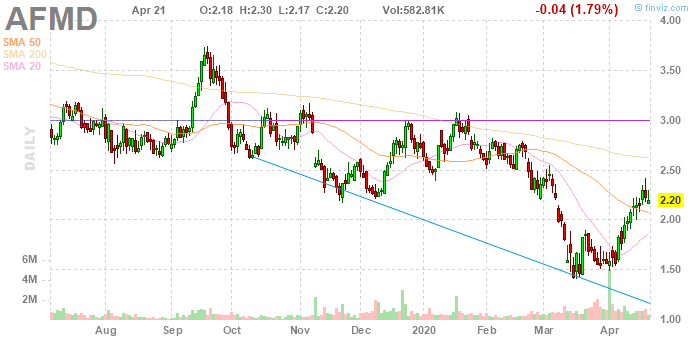 AFMD
Apr 21
O:2.18 H:2.30 L:2.17 C:2.20
Vol:582.81K
-0.04 (1.79%)
© finviz.com
SMA 50
SMA 200
SMA 20
DAILY
4.00
3.50
3.00
2.50
2.20
2.00
1.50
1.00
6M
4M
2M
Aug
Sep
Oct
Nov
Dec
2020
Feb
Mar
Apr